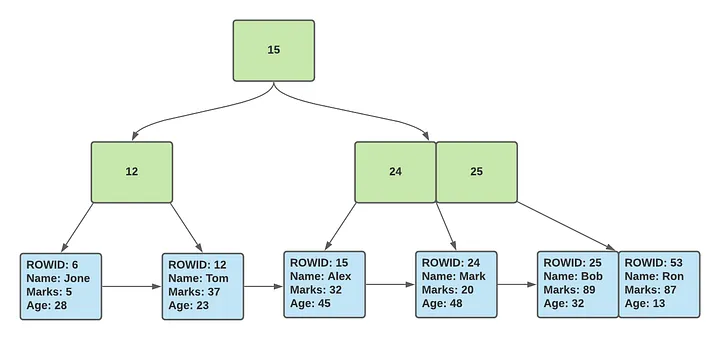 15
12
24
25
ROWID: 6
Name: Jone
Marks: 5
Age: 28
ROWID: 12
Name: Tom
Marks: 37
Age: 23
ROWID: 15
Name: Alex
Marks: 32
Age: 45
ROWID: 24
Name: Mark
Marks: 20
Age: 48
ROWID: 25
Name: Bob
Marks: 89
Age: 32
ROWID: 53
Name: Ron
Marks: 87
Age: 13